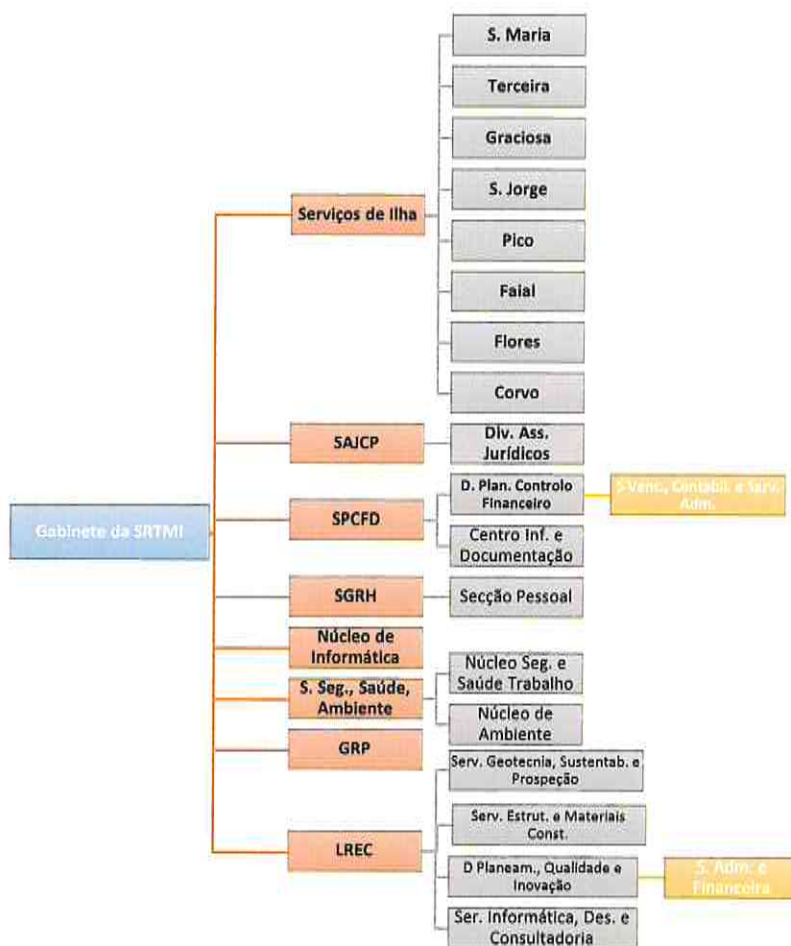 S. Maria
Terceira
Graciosa
S. Jorge
Serviços de Ilha
Pico
Faial
Flores
Corvo
SAJCP
Div. Ass.
Jurídicos
Gabinete da SRTMI
SPCFD
D. Plan. Controlo
Financeiro
S Venc., Contabil. e Serv.
Adm.
Centro Inf. e
Documentação
SGRH
Secção Pessoal
Núcleo de
Informática
S. Seg., Saúde,
Ambiente
Núcleo Seg. e
Saúde Trabalho
Núcleo de
Ambiente
GRP
LREC
Serv. Geotecnia, Sustentab. e
Prospeção
Serv. Estrut. e Materiais
Const.
D Planeam., Qualidade e
Inovação
S. Adm. e
Financeira
Ser. Informática, Des. e
Consultadoria